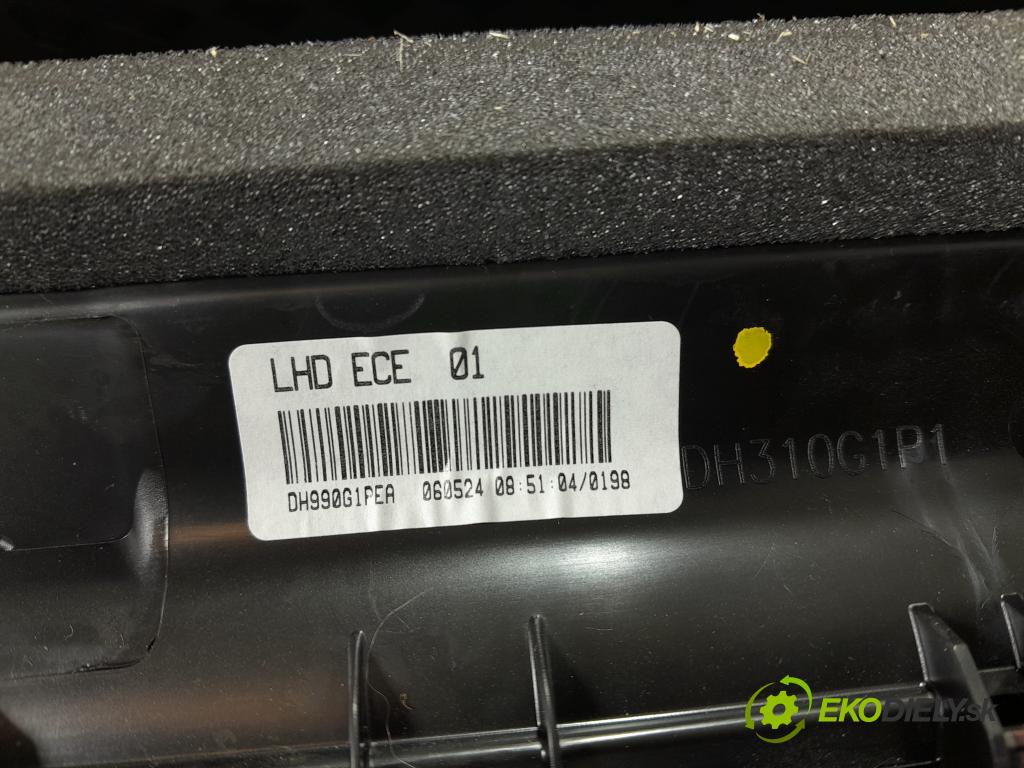 LHD ECE 01
DH990G1PEA 060524 08:51:04/0198
DH310G1P1
EKODIELY.sk